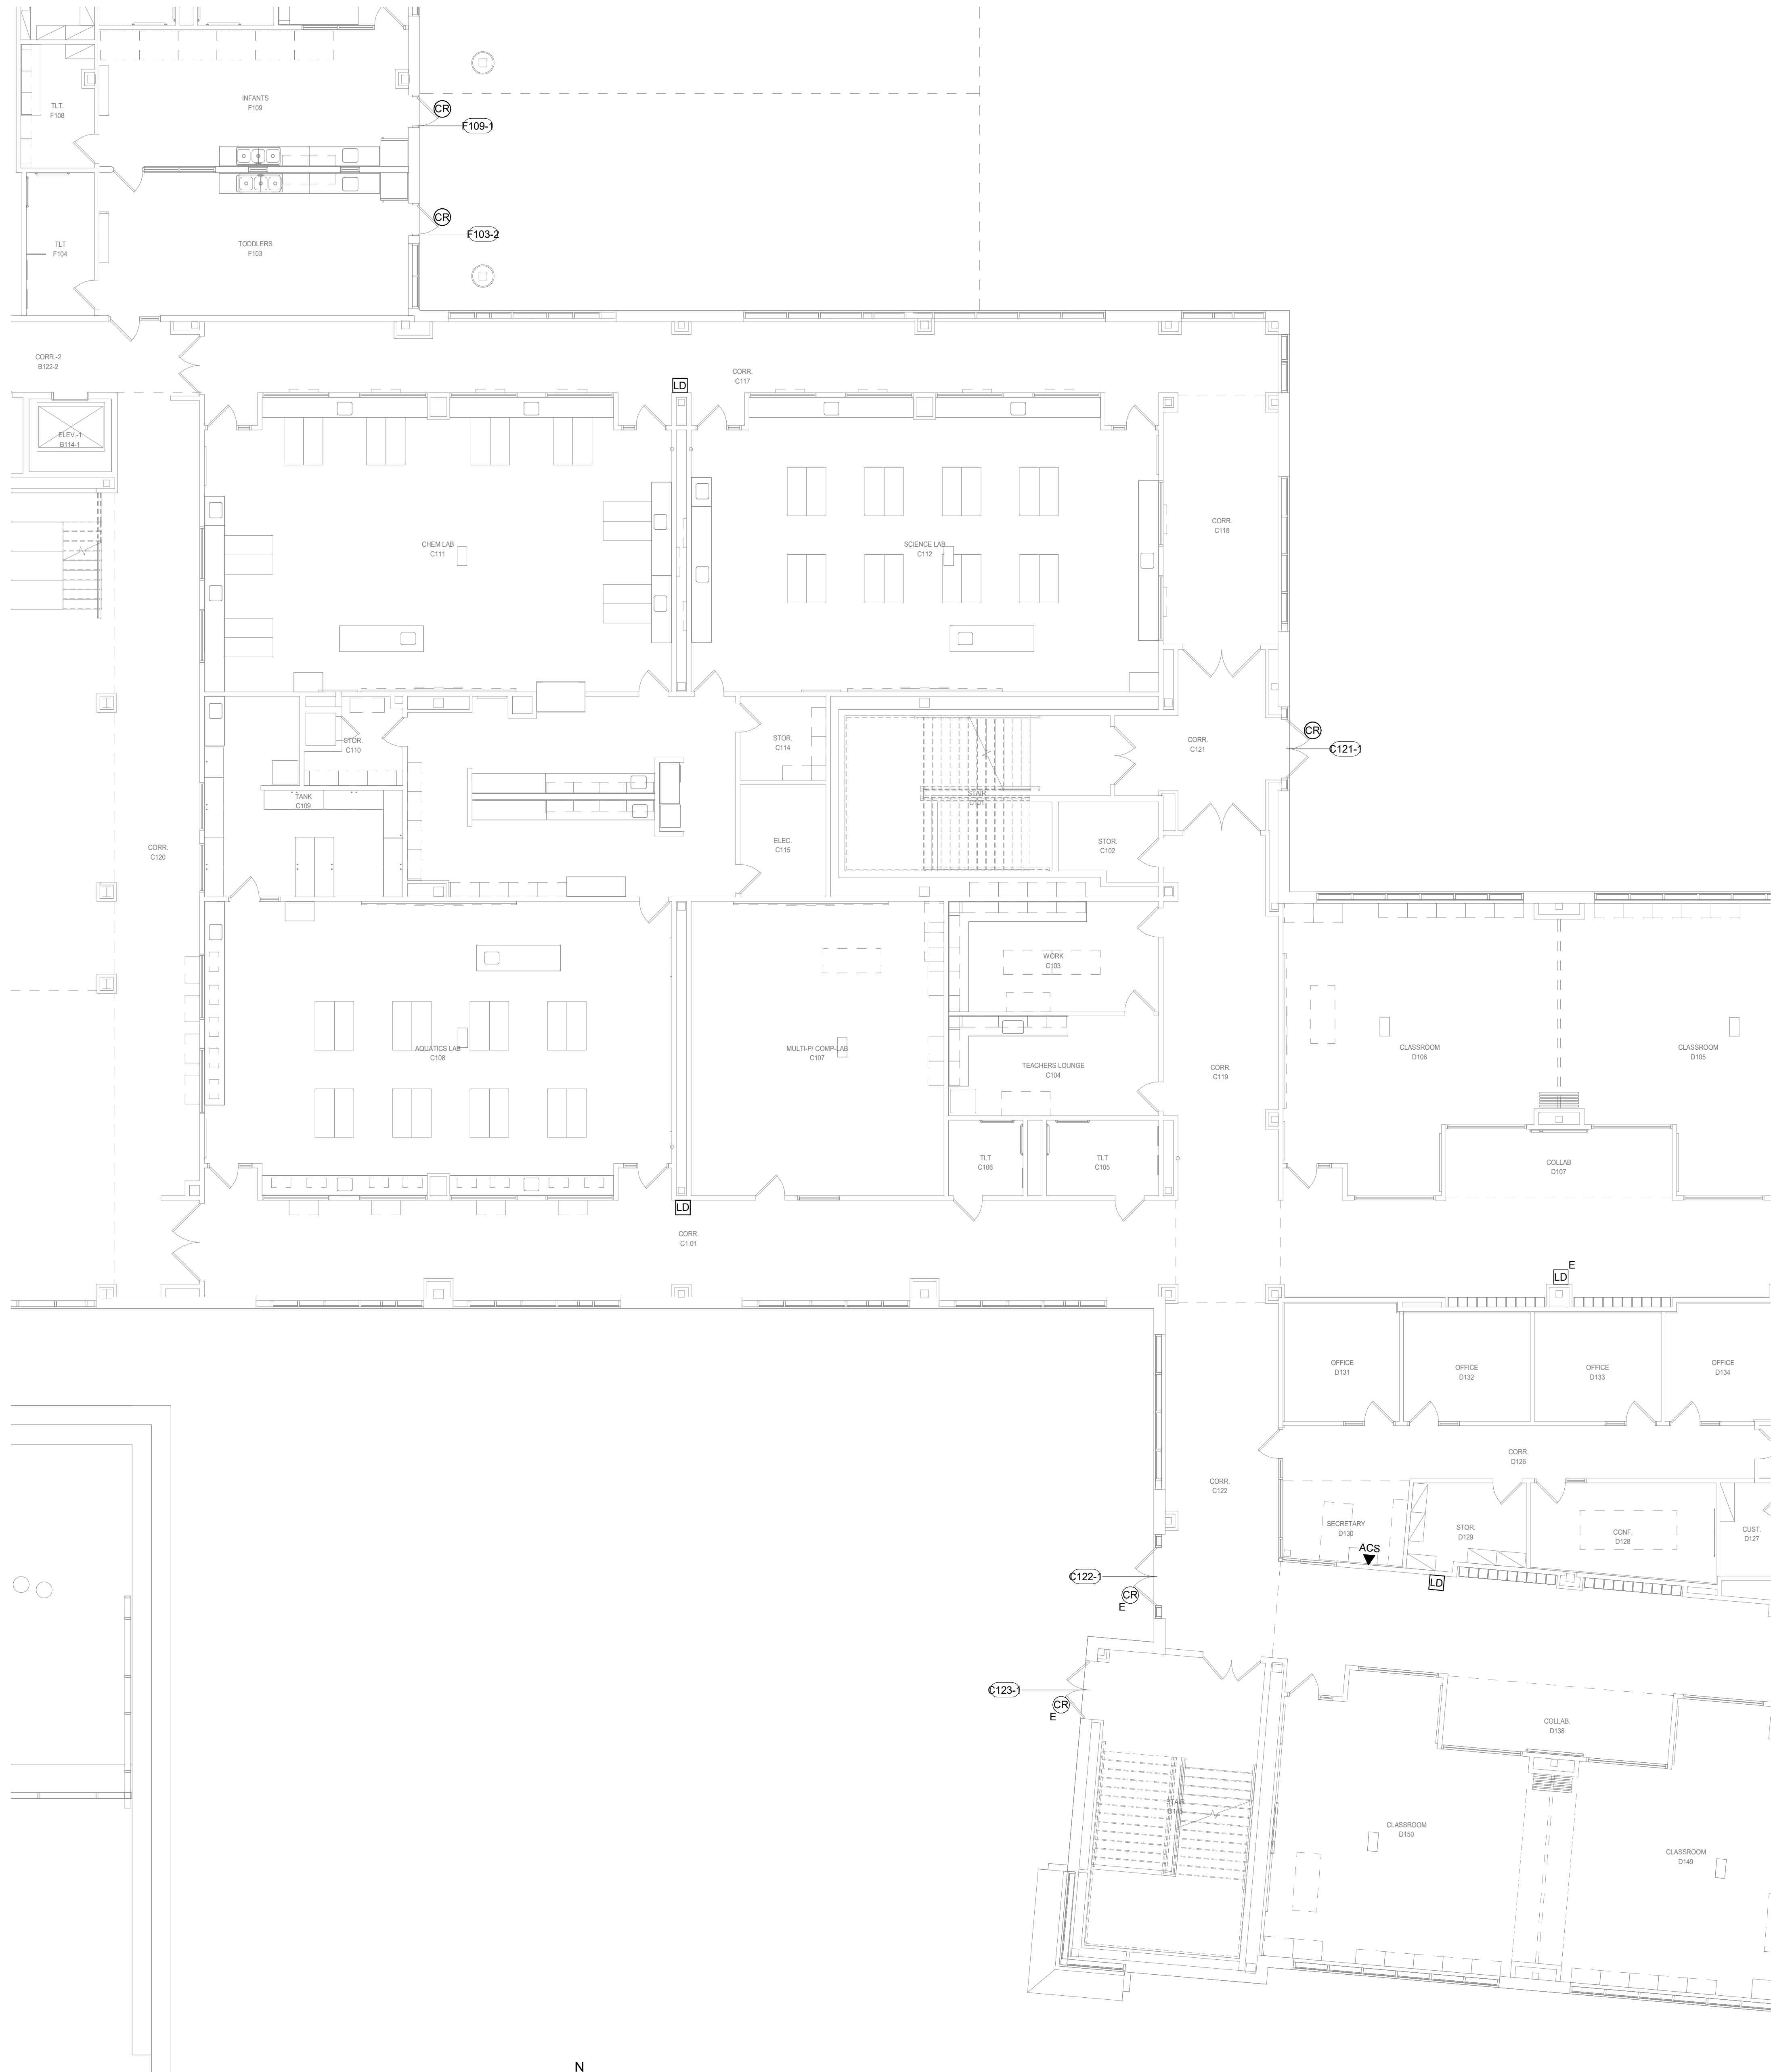 INFANTS
F109
TLT.
F108
CR
F109-1
CR
F103-2
TLT
F104
TODDLERS
F103
CORR.-2
B122-2
CORR.
C117
LD
ELEV.-1
B114-1
CHEM LAB
C111
SCIENCE LAB
C112
CORR.
C118
STOR.
C110
STOR.
C114
CORR.
C121
CR
C121-1
TANK
C109
STAIR
C101
CORR.
C120
ELEC.
C115
STOR.
C102
WORK
C103
AQUATICS LAB
C108
MULTI-P/ COMP-LAB
C107
TEACHERS LOUNGE
C104
CORR.
C119
CLASSROOM
D106
CLASSROOM
D105
TLT
C106
TLT
C105
COLLAB
D107
LD
CORR.
C1.01
E
LD
OFFICE
D131
OFFICE
D132
OFFICE
D133
OFFICE
D134
CORR.
D126
CORR.
C122
SECRETARY
D130
STOR.
D129
CONF.
D128
CUST.
D127
ACS
LD
C122-1
CR
E
C123-1
CR
E
COLLAB.
D138
STAIR
D145
CLASSROOM
D150
CLASSROOM
D149
N